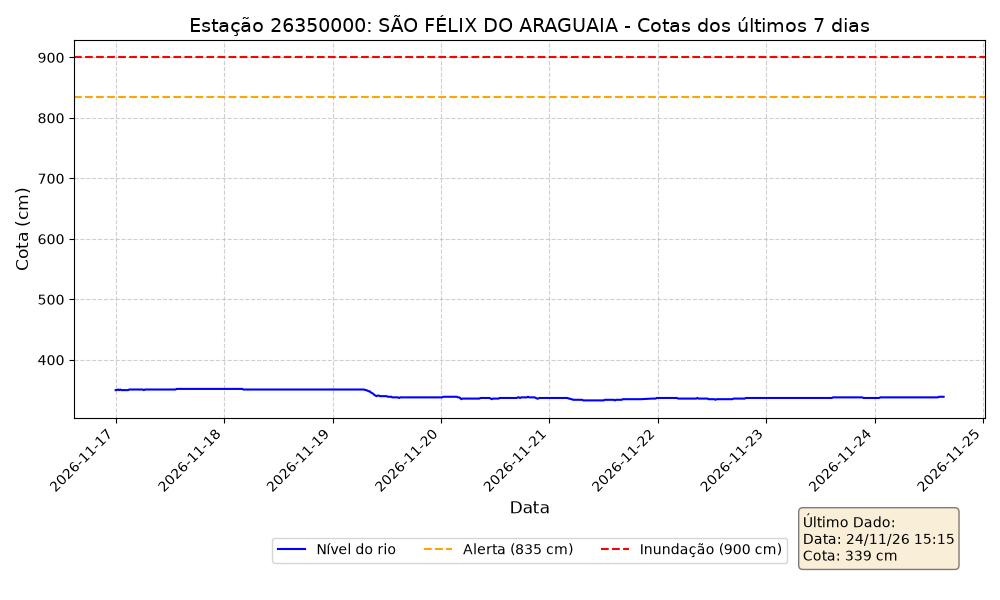 Estação 26350000: SÃO FÉLIX DO ARAGUAIA - Cotas dos últimos 7 dias
Cota (cm)
900
800
700
600
500
400
2026-11-17
2026-11-18
2026-11-19
2026-11-20
2026-11-21
2026-11-22
2026-11-23
2026-11-24
2026-11-25
Data
Nível do rio
Alerta (835 cm)
Inundação (900 cm)
Último Dado:
Data: 24/11/26 15:15
Cota: 339 cm